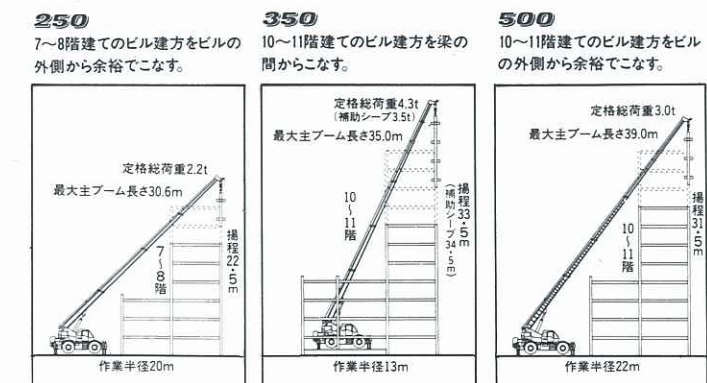 250
7〜8階建てのビル建方をビルの
外側から余裕でこなす。
定格総荷重2.2t
最大主ブーム長さ30.6m
7〜8階
揚程22・5m
作業半径20m
350
10〜11階建てのビル建方を梁の
間からこなす。
定格総荷重4.3t
(補助シーブ3.5t)
最大主ブーム長さ35.0m
10〜11階
揚程33・5m
(補助シーブ34・5m)
作業半径13m
500
10〜11階建てのビル建方をビル
の外側から余裕でこなす。
定格総荷重3.0t
最大主ブーム長さ39.0m
10〜11階
揚程31・5m
作業半径22m